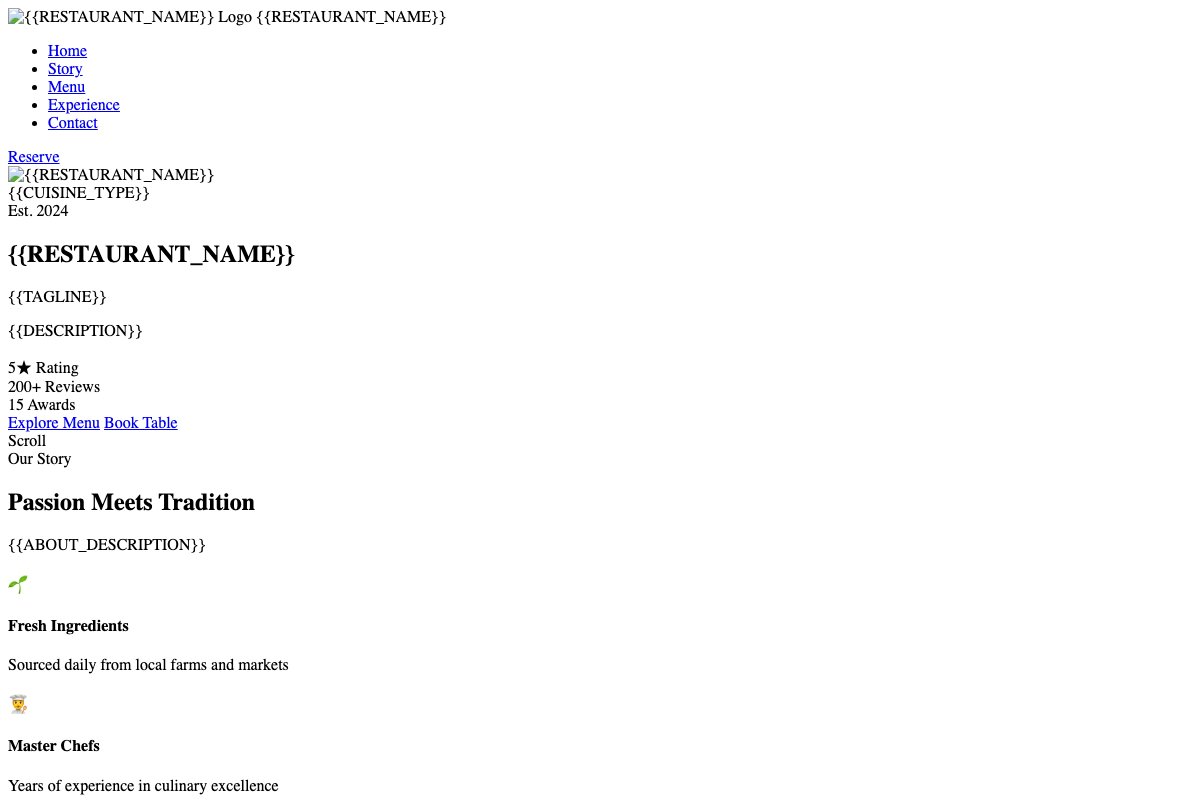 {{RESTAURANT_NAME}} Logo {{RESTAURANT_NAME}}
Home
Story
Menu
Experience
Contact
Reserve
{{RESTAURANT_NAME}}
{{CUISINE_TYPE}}
Est. 2024
{{RESTAURANT_NAME}}
{{TAGLINE}}
{{DESCRIPTION}}
5★ Rating
200+ Reviews
15 Awards
Explore Menu Book Table
Scroll
Our Story
Passion Meets Tradition
{{ABOUT_DESCRIPTION}}
🌱
Fresh Ingredients
Sourced daily from local farms and markets
👨‍🍳
Master Chefs
Years of experience in culinary excellence